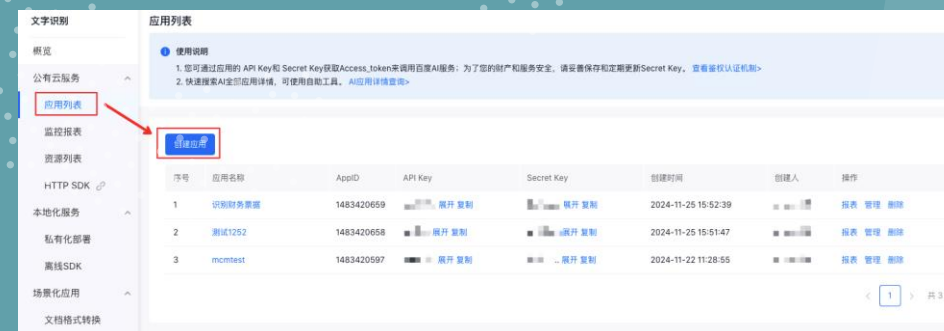 文字识别
应用列表
概览
使用说明
1. 您可通过应用的 API Key和 Secret Key获取Access_token来调用百度AI服务；为了您的财产和服务安全，请妥善保存和定期更新Secret Key。查看鉴权认证机制>
2. 快速搜索AI全部应用详情，可使用自助工具。 AI应用详情查询>
公有云服务
应用列表
监控报表
资源列表
HTTP SDK
本地化服务
私有化部署
离线SDK
场景化应用
文档格式转换
创建应用
序号 应用名称 AppID API Key Secret Key 创建时间 创建人 操作
1 识别财务票据 1483420659 展开 复制 展开 复制 2024-11-25 15:52:39 报表 管理 删除
2 测试1252 1483420658 展开 复制 展开 复制 2024-11-25 15:51:47 报表 管理 删除
3 mcmtest 1483420597 展开 复制 .. 展开 复制 2024-11-22 11:28:55 报表 管理 删除
< 1 > 共 3